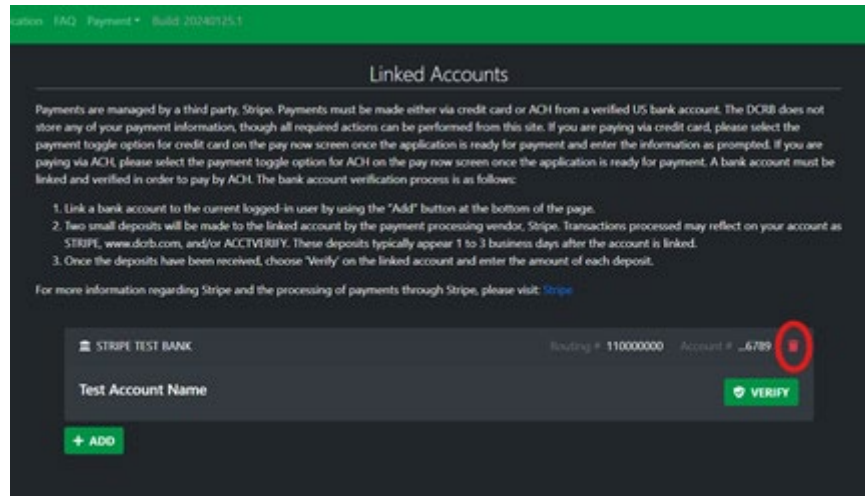 cation FAQ Payment Build: 20240125.1
Linked Accounts
Payments are managed by a third party, Stripe. Payments must be made either via credit card or ACH from a verified US bank account. The DCRB does not
store any of your payment information, though all required actions can be performed from this site. If you are paying via credit card, please select the
payment toggle option for credit card on the pay now screen once the application is ready for payment and enter the information as prompted. If you are
paying via ACH, please select the payment toggle option for ACH on the pay now screen once the application is ready for payment. A bank account must be
linked and verified in order to pay by ACH. The bank account verification process is as follows:
1. Link a bank account to the current logged-in user by using the "Add" button at the bottom of the page.
2. Two small deposits will be made to the linked account by the payment processing vendor, Stripe. Transactions processed may reflect on your account as
STRIPE, www.dcrb.com, and/or ACCTVERIFY. These deposits typically appear 1 to 3 business days after the account is linked.
3. Once the deposits have been received, choose 'Verify' on the linked account and enter the amount of each deposit.
For more information regarding Stripe and the processing of payments through Stripe, please visit: Stripe
STRIPE TEST BANK Routing # 110000000 Account # ...6789
Test Account Name VERIFY
+ ADD